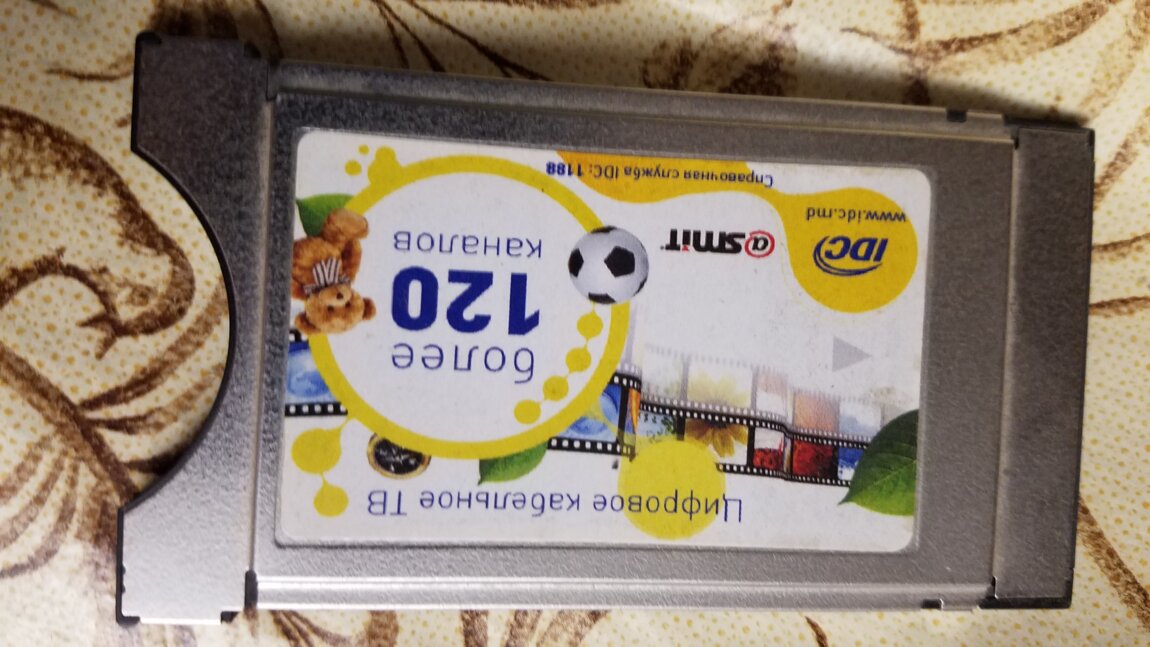 Цифровое кабельное ТВ
более
120
каналов
IDC
www.idc.md
@SMiT
Справочная служба IDC: 1188